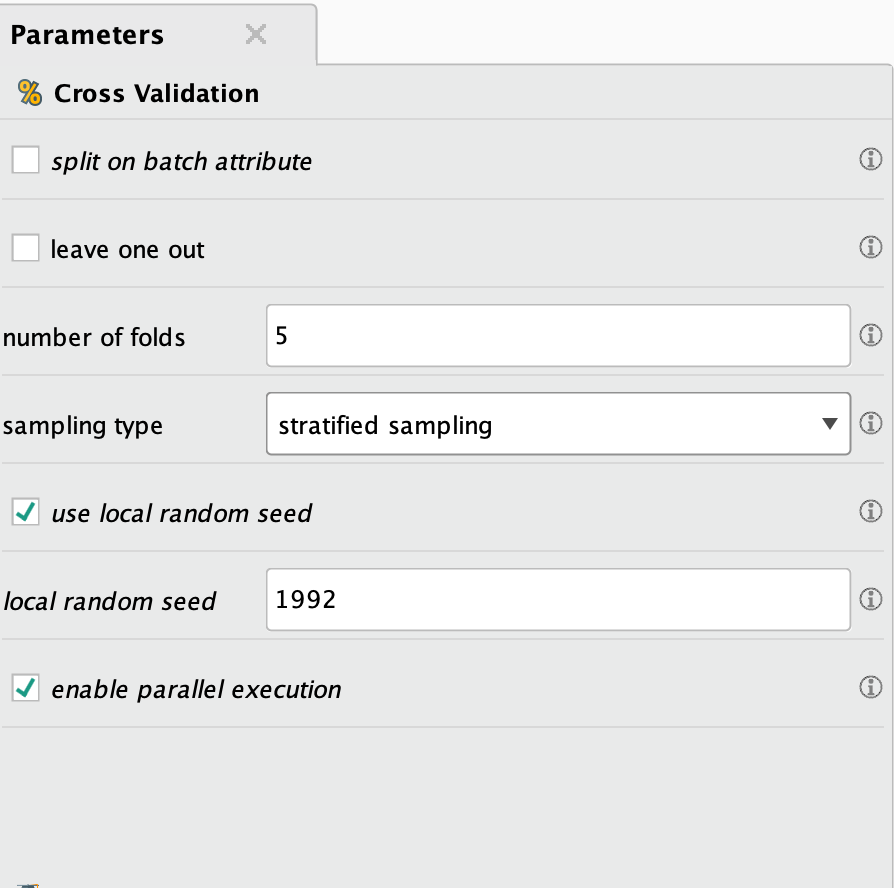 Parameters
Cross Validation
split on batch attribute
leave one out
number of folds 5
sampling type stratified sampling
use local random seed
local random seed 1992
enable parallel execution